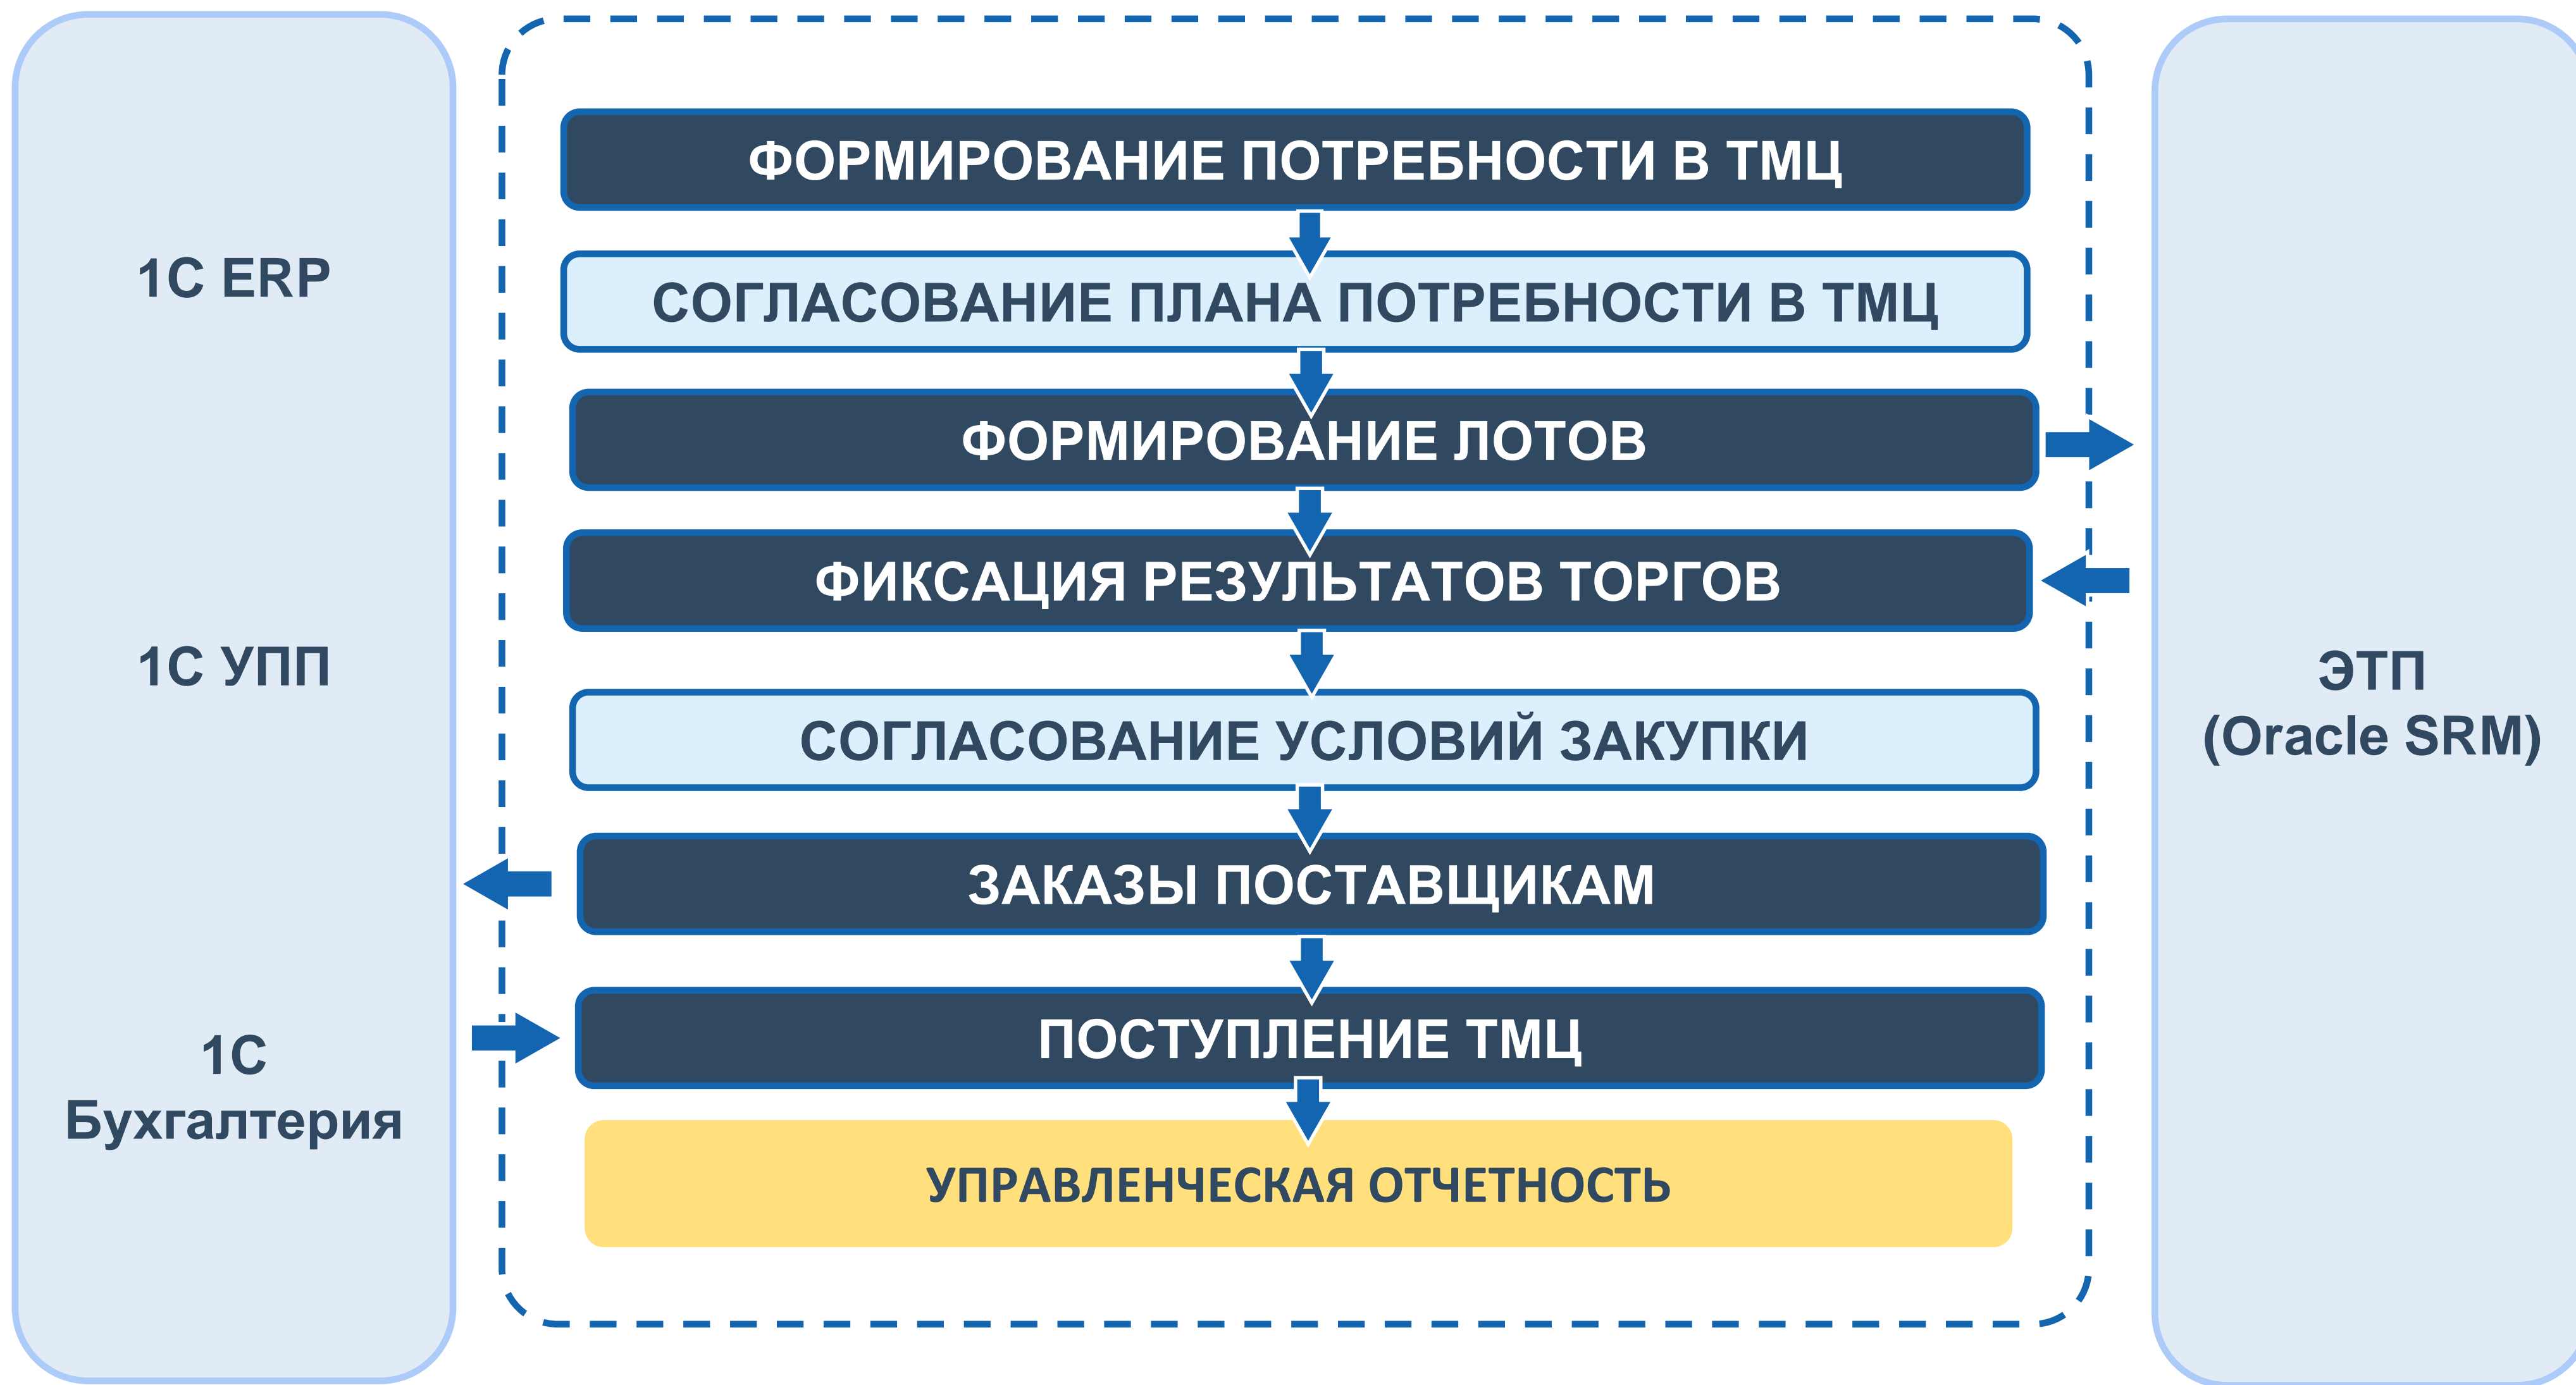 1С ERP
1С УПП
1С
Бухгалтерия
ФОРМИРОВАНИЕ ПОТРЕБНОСТИ В ТМЦ
СОГЛАСОВАНИЕ ПЛАНА ПОТРЕБНОСТИ В ТМЦ
ФОРМИРОВАНИЕ ЛОТОВ
ФИКСАЦИЯ РЕЗУЛЬТАТОВ ТОРГОВ
СОГЛАСОВАНИЕ УСЛОВИЙ ЗАКУПКИ
ЗАКАЗЫ ПОСТАВЩИКАМ
ПОСТУПЛЕНИЕ ТМЦ
УПРАВЛЕНЧЕСКАЯ ОТЧЕТНОСТЬ
ЭТП
(Oracle SRM)